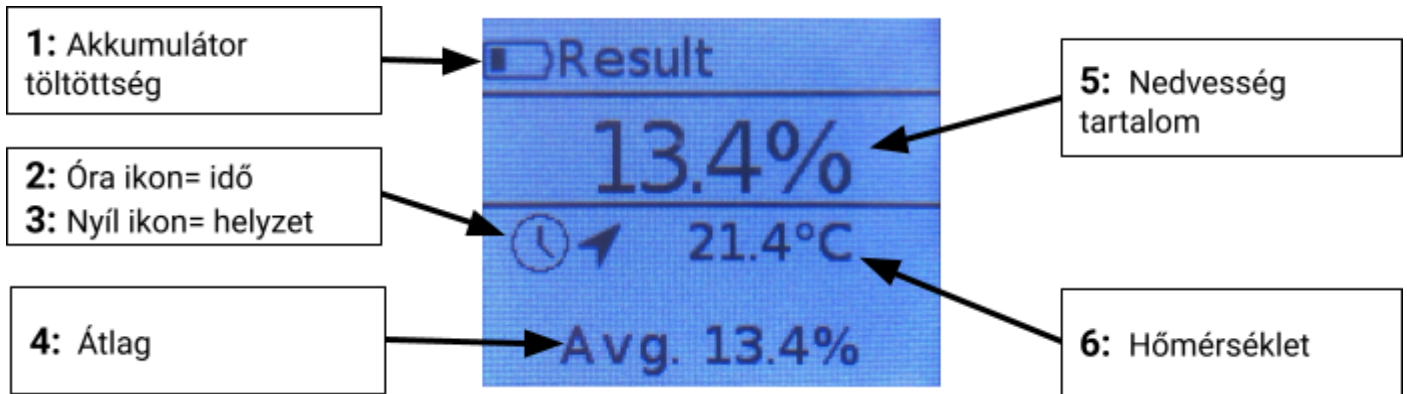 1: Akkumulátor
töltöttség
2: Óra ikon= idő
3: Nyíl ikon= helyzet
4: Átlag
Result
13.4%
21.4°C
Avg. 13.4%
5: Nedvesség
tartalom
6: Hőmérséklet